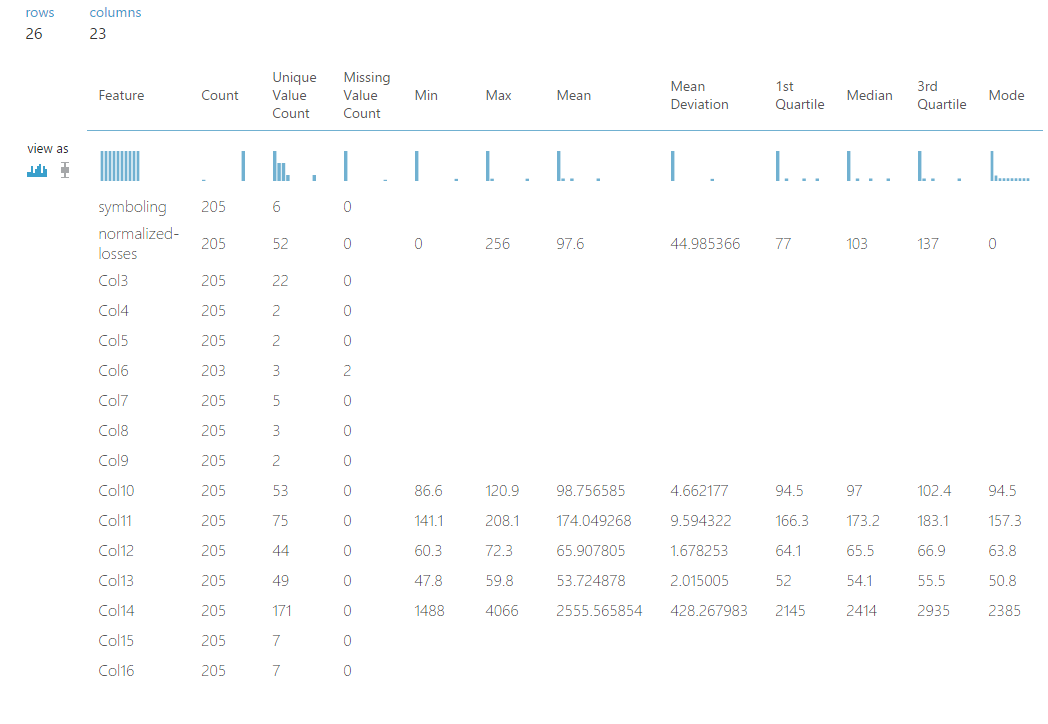 rows columns
26 23
Feature Count Unique Value Count Missing Value Count Min Max Mean Mean Deviation 1st Quartile Median 3rd Quartile Mode
view as
symboling 205 6 0
normalized-losses 205 52 0 0 256 97.6 44.985366 77 103 137 0
Col3 205 22 0
Col4 205 2 0
Col5 205 2 0
Col6 203 3 2
Col7 205 5 0
Col8 205 3 0
Col9 205 2 0
Col10 205 53 0 86.6 120.9 98.756585 4.662177 94.5 97 102.4 94.5
Col11 205 75 0 141.1 208.1 174.049268 9.594322 166.3 173.2 183.1 157.3
Col12 205 44 0 60.3 72.3 65.907805 1.678253 64.1 65.5 66.9 63.8
Col13 205 49 0 47.8 59.8 53.724878 2.015005 52 54.1 55.5 50.8
Col14 205 171 0 1488 4066 2555.565854 428.267983 2145 2414 2935 2385
Col15 205 7 0
Col16 205 7 0